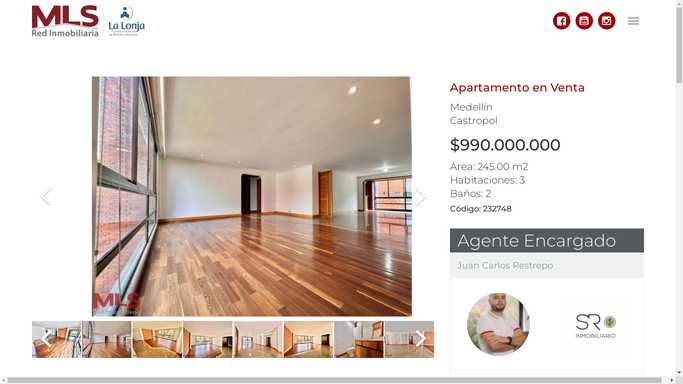 MLS
Red Inmobiliaria
La Lonja
Apartamento en Venta
Medellín
Castropol
$990.000.000
Área: 245.00 m2
Habitaciones: 3
Baños: 2
Código: 232748
Agente Encargado
Juan Carlos Restrepo
MLS
SR
INMOBILIARIO